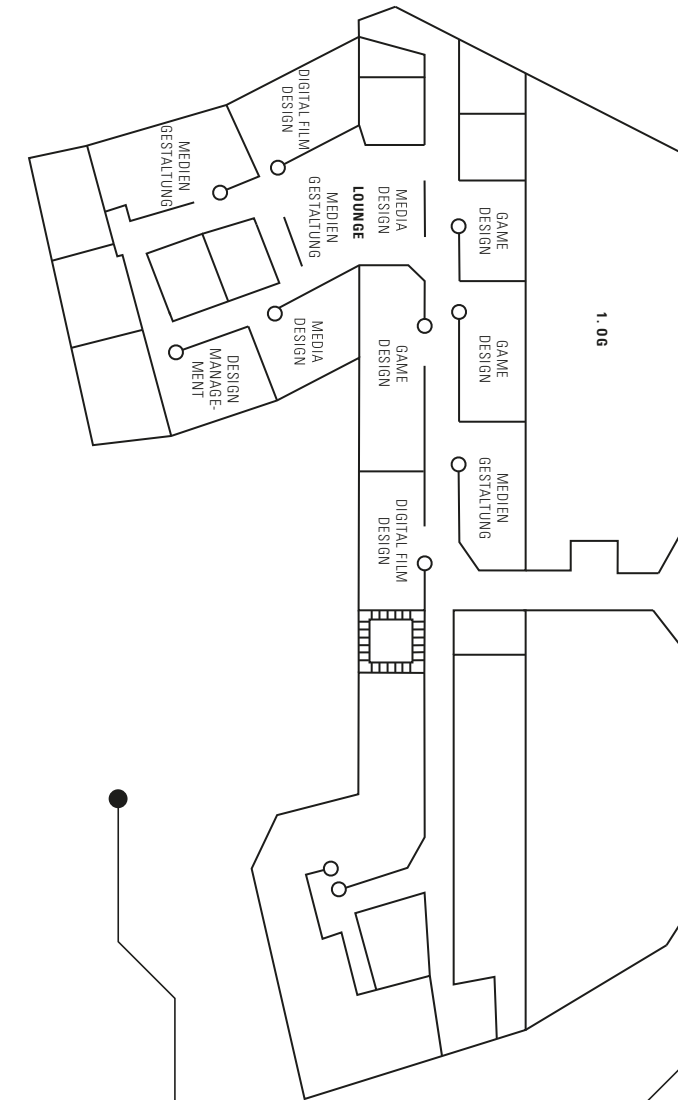 DIGITAL FILM
DESIGN
MEDIEN
GESTALTUNG
MEDIA
DESIGN
LOUNGE
MEDIEN
GESTALTUNG
GAME
DESIGN
1. OG
MEDIA
DESIGN
GAME
DESIGN
GAME
DESIGN
DESIGN
MANAGE-
MENT
MEDIEN
GESTALTUNG
DIGITAL FILM
DESIGN